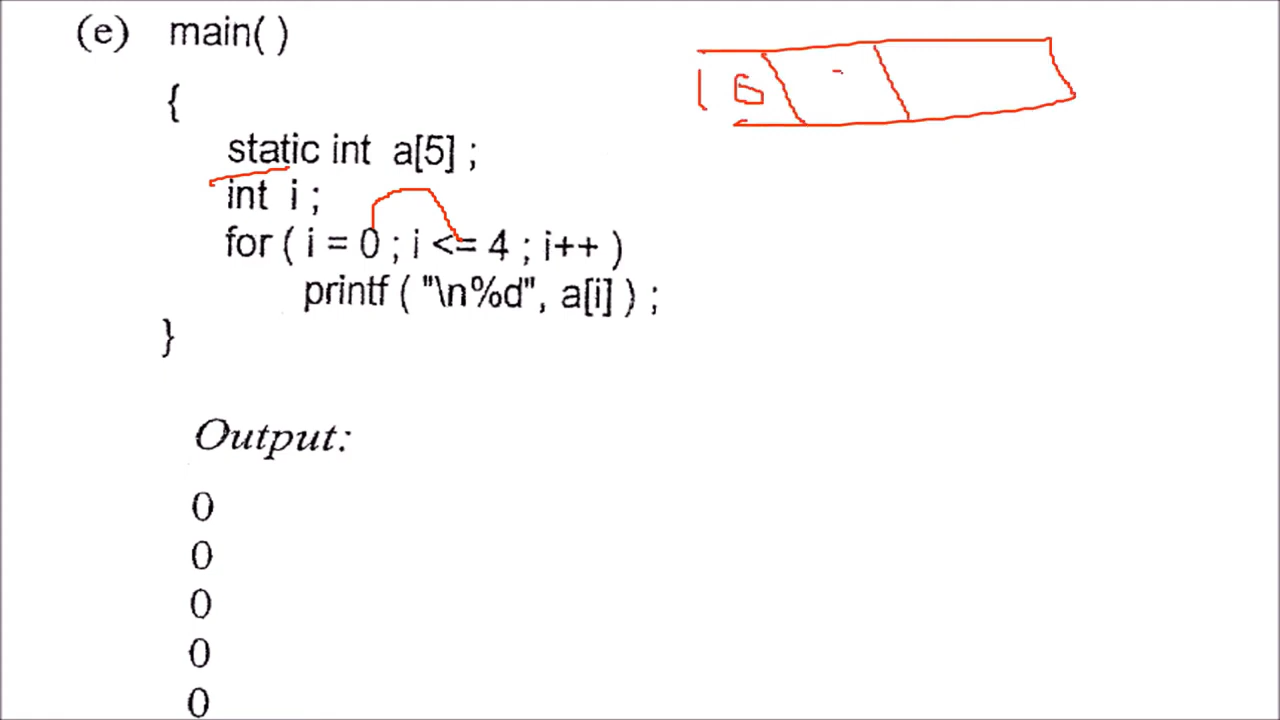 (e) main( )
{
static int a[5] ;
int i ;
for ( i = 0 ; i <= 4 ; i++ )
printf ( "\n%d", a[i] ) ;
}
Output:
0
0
0
0
0